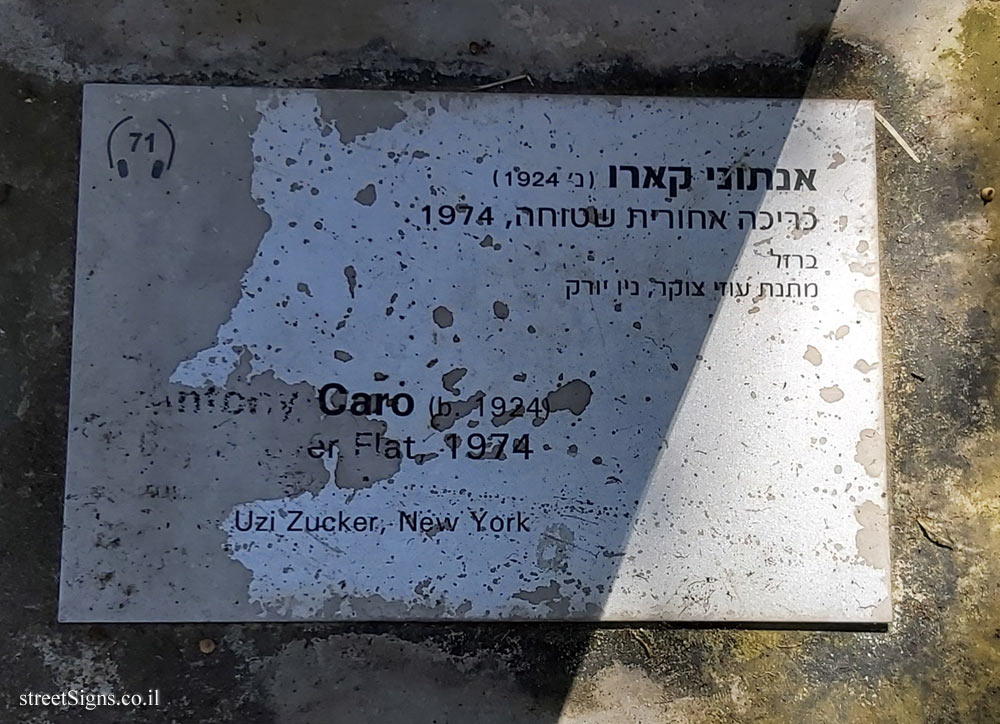 71
אנתוני קארו (נ׳ 1924)
כריכה אחורית שטוחה, 1974
ברזל
מתנת עוזי צוקר, ניו יורק
Caro (b. 1924)
er Flat, 1974
Uzi Zucker, New York
streetSigns.co.il